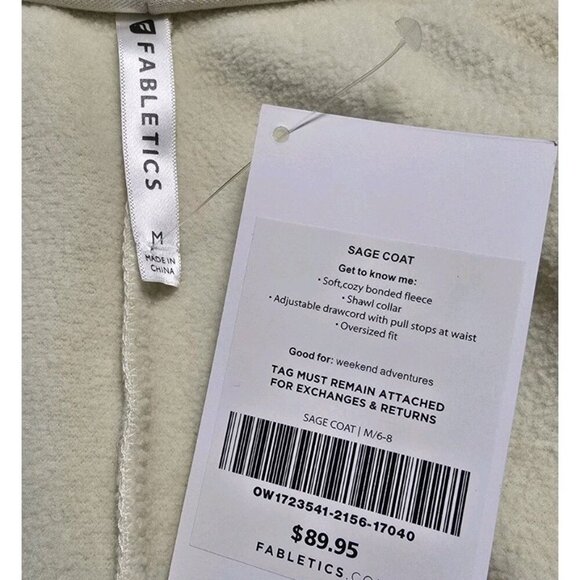 FABLETICS
M
MADE IN
CHINA
SAGE COAT
Get to know me:
• Soft,cozy bonded fleece
• Shawl collar
• Adjustable drawcord with pull stops at waist
• Oversized fit
Good for: weekend adventures
TAG MUST REMAIN ATTACHED
FOR EXCHANGES & RETURNS
SAGE COAT | M/6-8
OW1723541-2156-17040
$89.95
FABLETICS.CO